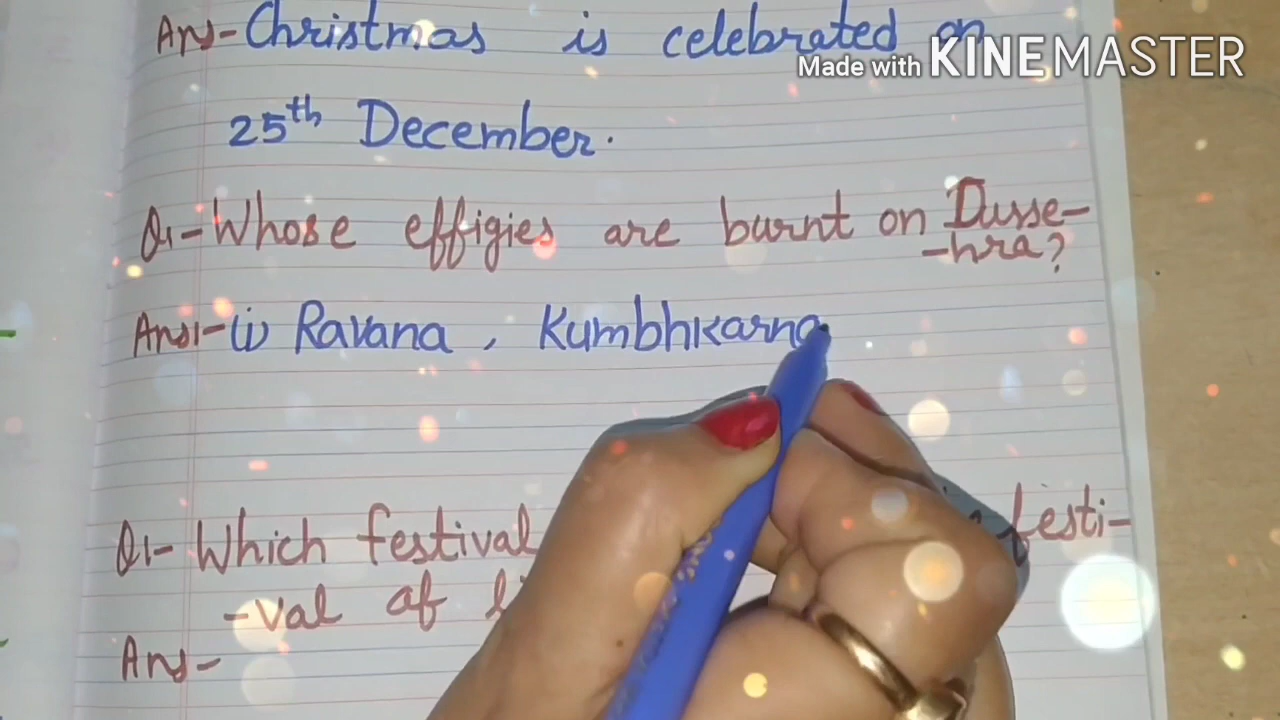 Ans- Christmas is celebrated on
Made with KINEMASTER
25th December.
Q1- Whose effigies are burnt on Dusse-
-hra?
Ans1- (i) Ravana, Kumbhkarna
Q1- Which festival festi-
-val of
Ans-